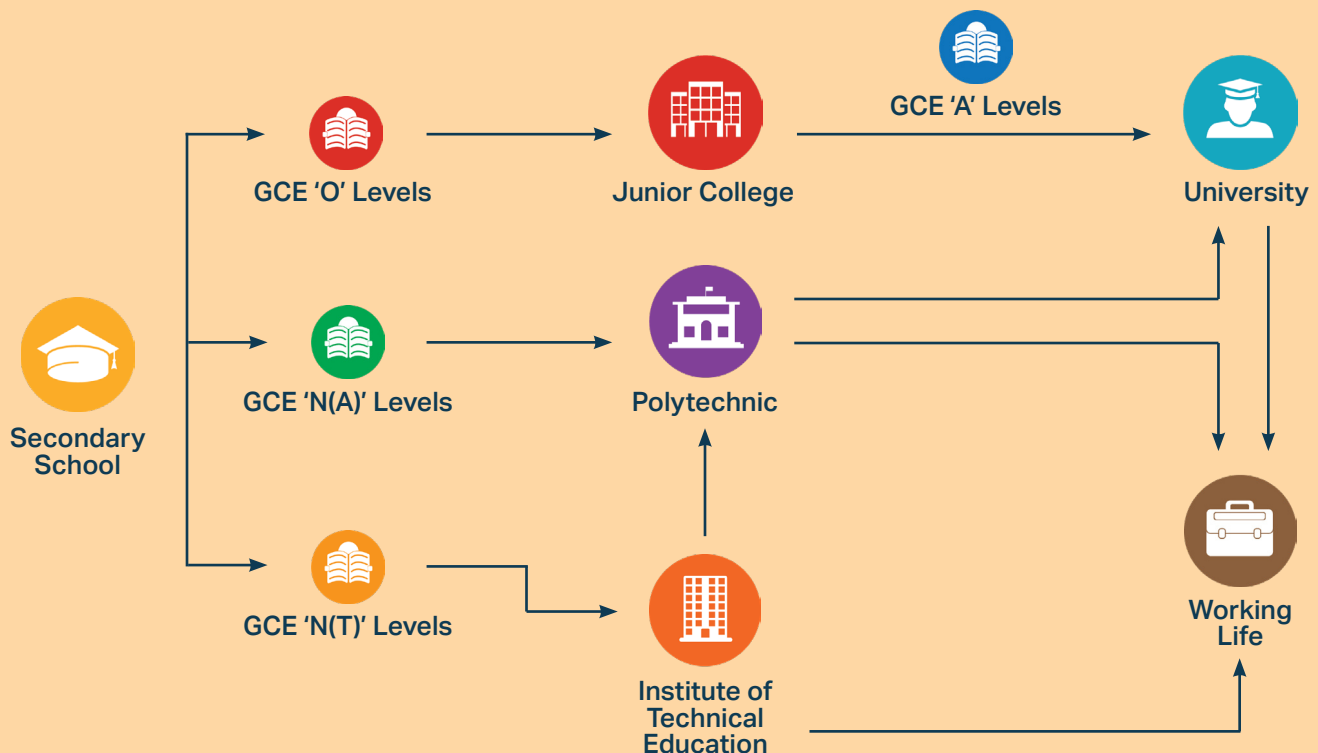 GCE 'A' Levels
GCE 'O' Levels
Junior College
University
GCE 'N(A)' Levels
Polytechnic
Secondary
School
GCE 'N(T)' Levels
Working
Life
Institute of
Technical
Education